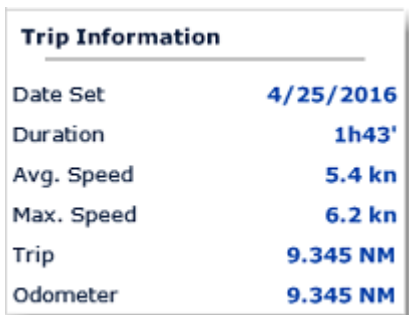 Trip Information
Date Set 4/25/2016
Duration 1h43'
Avg. Speed 5.4 kn
Max. Speed 6.2 kn
Trip 9.345 NM
Odometer 9.345 NM